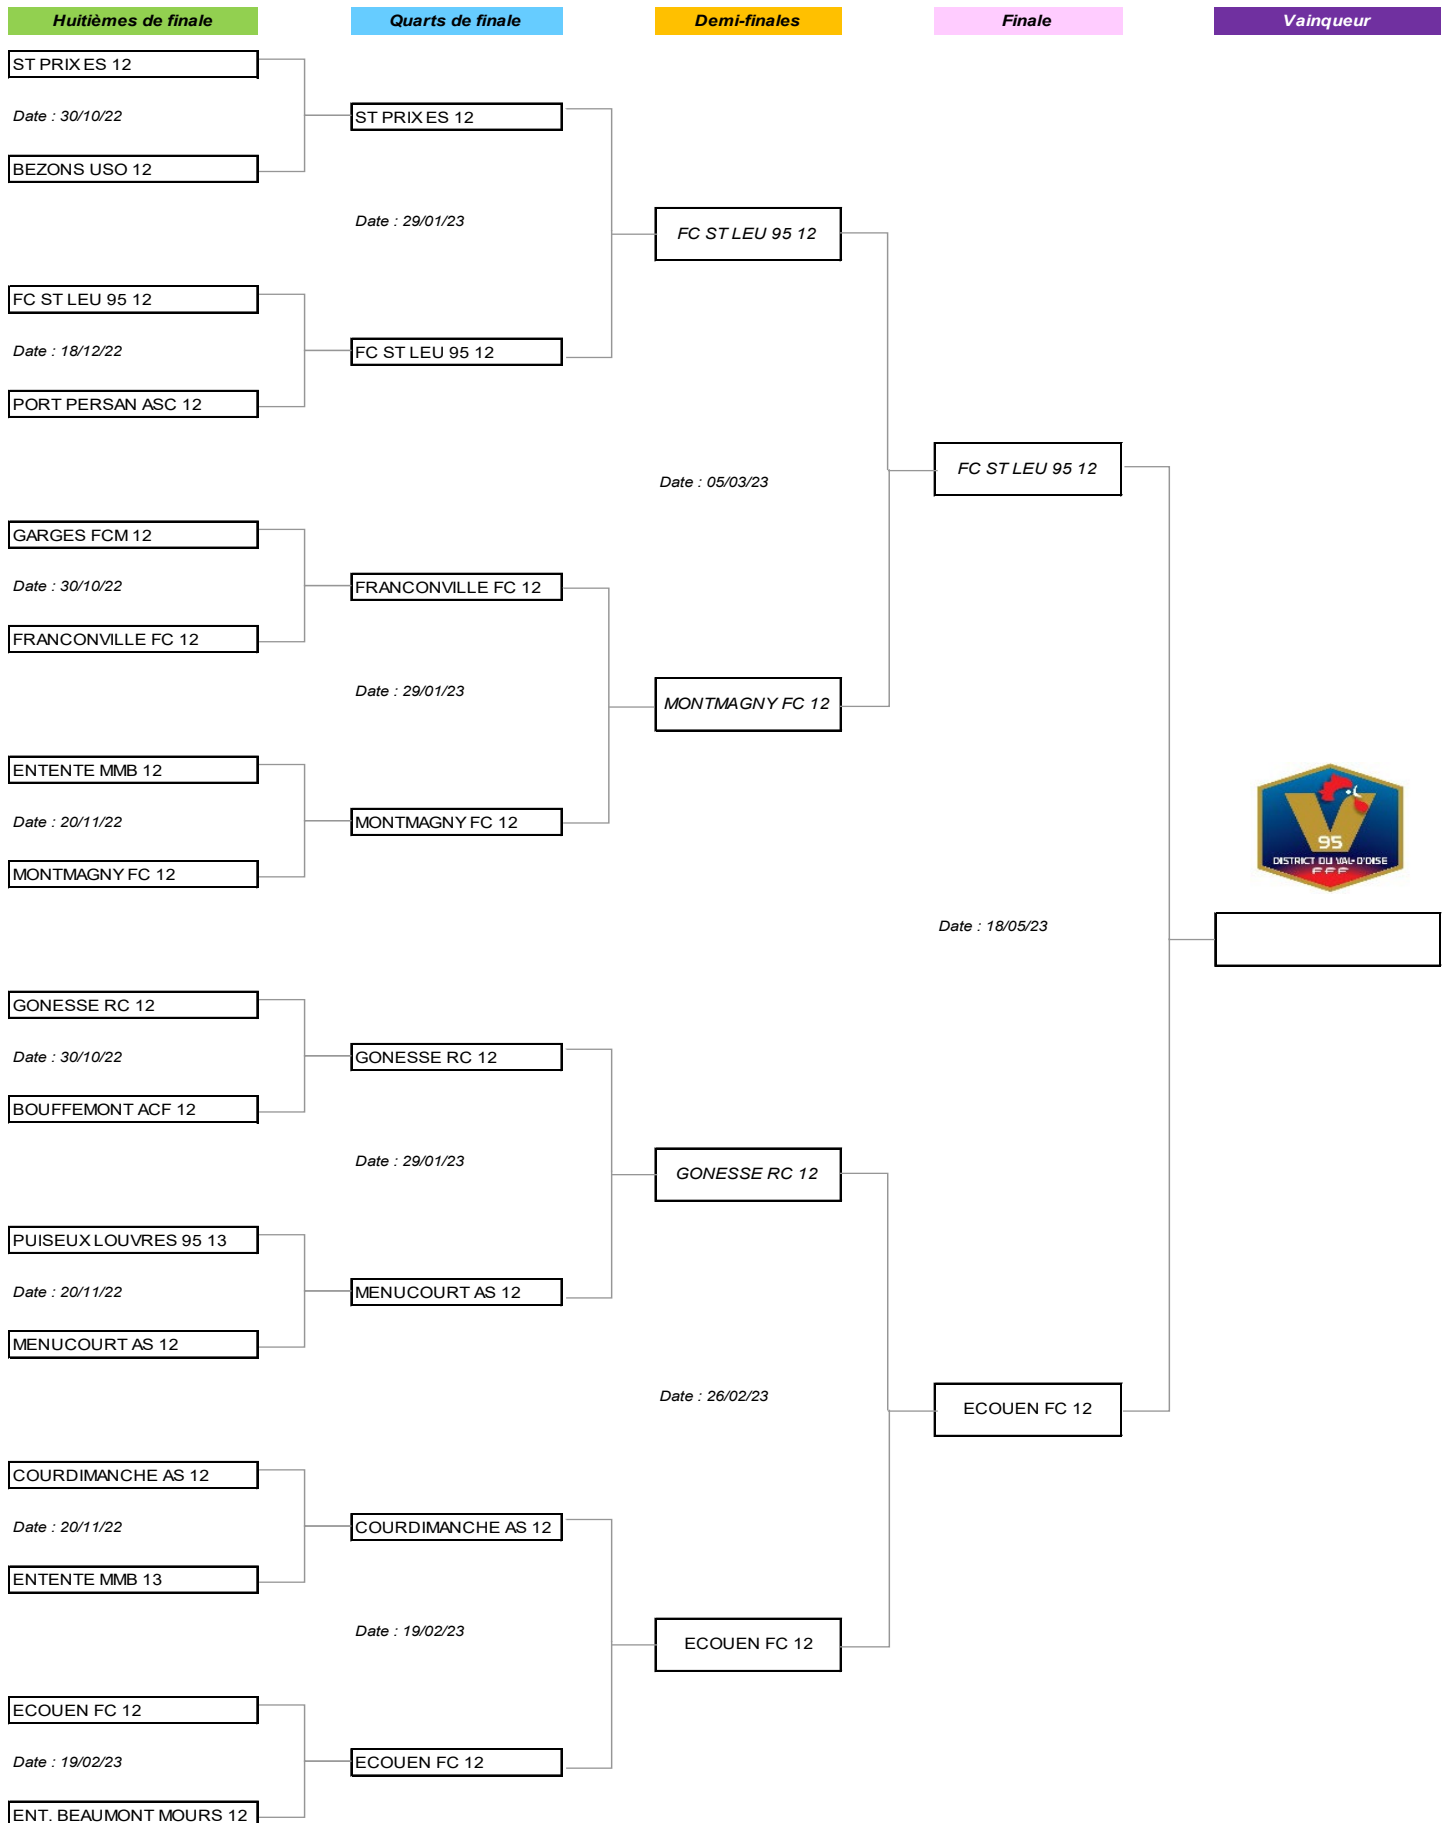 Huitièmes de finale
Quarts de finale
Demi-finales
Finale
Vainqueur
ST PRIX ES 12
Date : 30/10/22
ST PRIX ES 12
BEZONS USO 12
Date : 29/01/23
FC ST LEU 95 12
FC ST LEU 95 12
Date : 18/12/22
FC ST LEU 95 12
PORT PERSAN ASC 12
FC ST LEU 95 12
Date : 05/03/23
GARGES FCM 12
Date : 30/10/22
FRANCONVILLE FC 12
FRANCONVILLE FC 12
Date : 29/01/23
MONTMAGNY FC 12
ENTENTE MMB 12
Date : 20/11/22
MONTMAGNY FC 12
MONTMAGNY FC 12
V
95
DISTRICT DU VAL-D'OISE
FFF
Date : 18/05/23
GONESSE RC 12
Date : 30/10/22
GONESSE RC 12
BOUFFEMONT ACF 12
Date : 29/01/23
GONESSE RC 12
PUISEUX LOUVRES 95 13
Date : 20/11/22
MENUCOURT AS 12
MENUCOURT AS 12
Date : 26/02/23
ECOUEN FC 12
COURDIMANCHE AS 12
Date : 20/11/22
COURDIMANCHE AS 12
ENTENTE MMB 13
Date : 19/02/23
ECOUEN FC 12
ECOUEN FC 12
Date : 19/02/23
ECOUEN FC 12
ENT. BEAUMONT MOURS 12